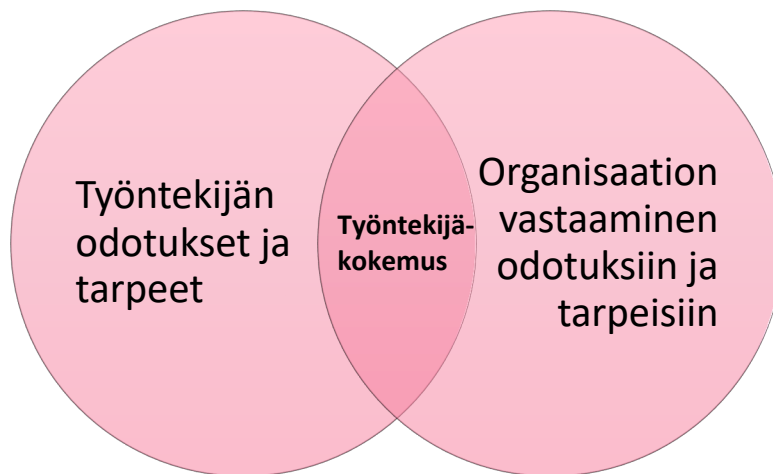 Työntekijän
odotukset ja
tarpeet
Työntekijä-
kokemus
Organisaation
vastaaminen
odotuksiin ja
tarpeisiin